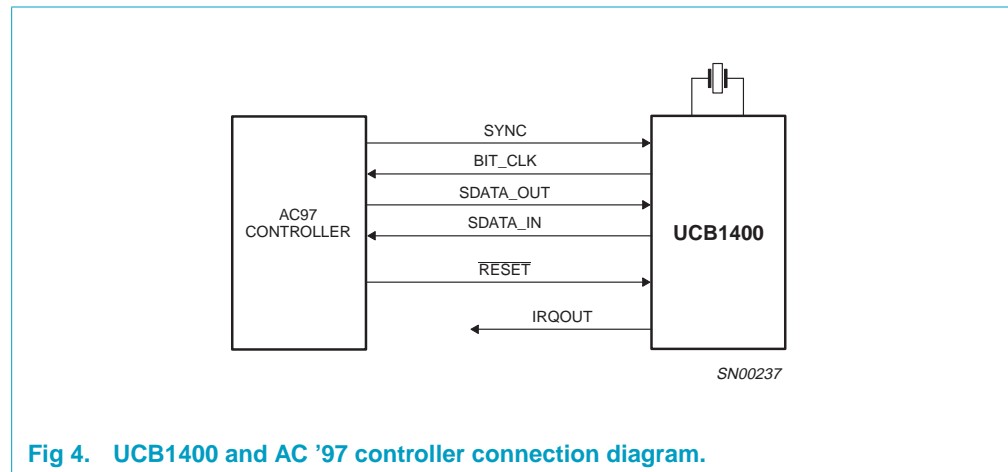 SYNC
BIT_CLK
SDATA_OUT
AC97
CONTROLLER
SDATA_IN
UCB1400
RESET
IRQOUT
SN00237
Fig 4. UCB1400 and AC ’97 controller connection diagram.